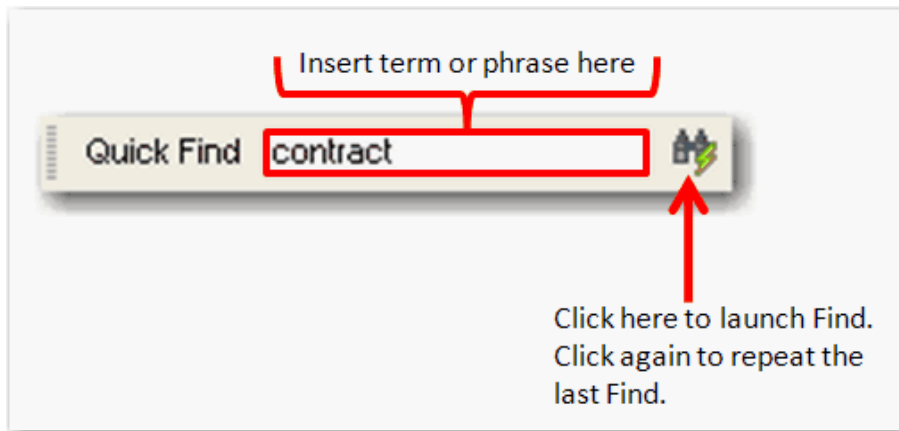 Insert term or phrase here
Quick Find contract
Click here to launch Find.
Click again to repeat the
last Find.